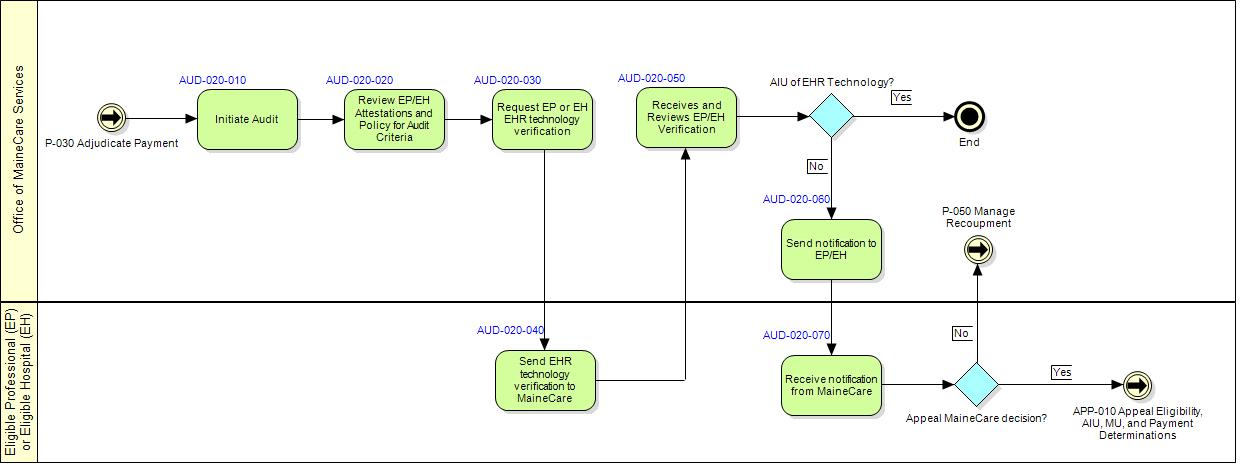 Office of MaineCare Services
P-030 Adjudicate Payment
AUD-020-010
Initiate Audit
AUD-020-020
Review EP/EH
Attestations and
Policy for Audit
Criteria
AUD-020-030
Request EP or EH
EHR technology
verification
AUD-020-050
Receives and
Reviews EP/EH
Verification
AIU of EHR Technology?
Yes
End
No
AUD-020-060
Send notification to
EP/EH
P-050 Manage
Recoupment
Eligible Professional (EP)
or Eligible Hospital (EH)
AUD-020-040
Send EHR
technology
verification to
MaineCare
AUD-020-070
Receive notification
from MaineCare
No
Appeal MaineCare decision?
Yes
APP-010 Appeal Eligibility,
AIU, MU, and Payment
Determinations